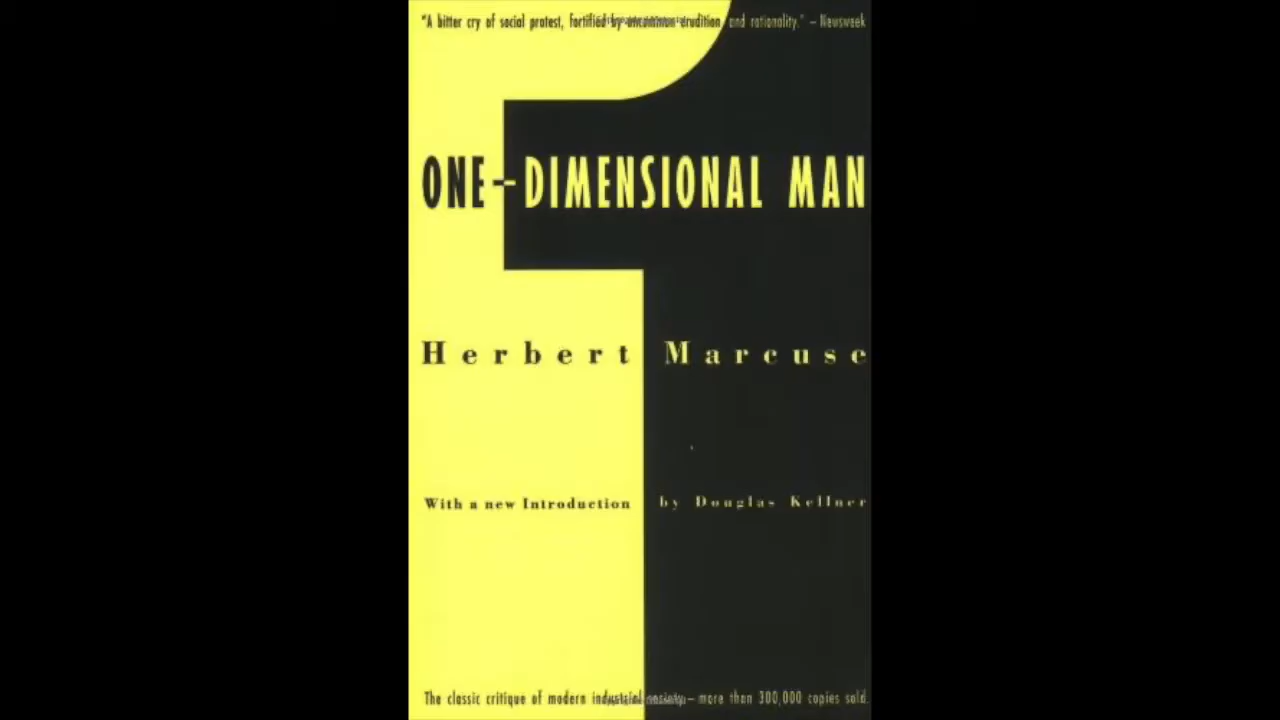 "A bitter cry of social protest, fortified by uncommon erudition and rationality." – Newsweek
ONE-DIMENSIONAL MAN
Herbert Marcuse
With a new Introduction by Douglas Kellner
The classic critique of modern industrial society – more than 300,000 copies sold.